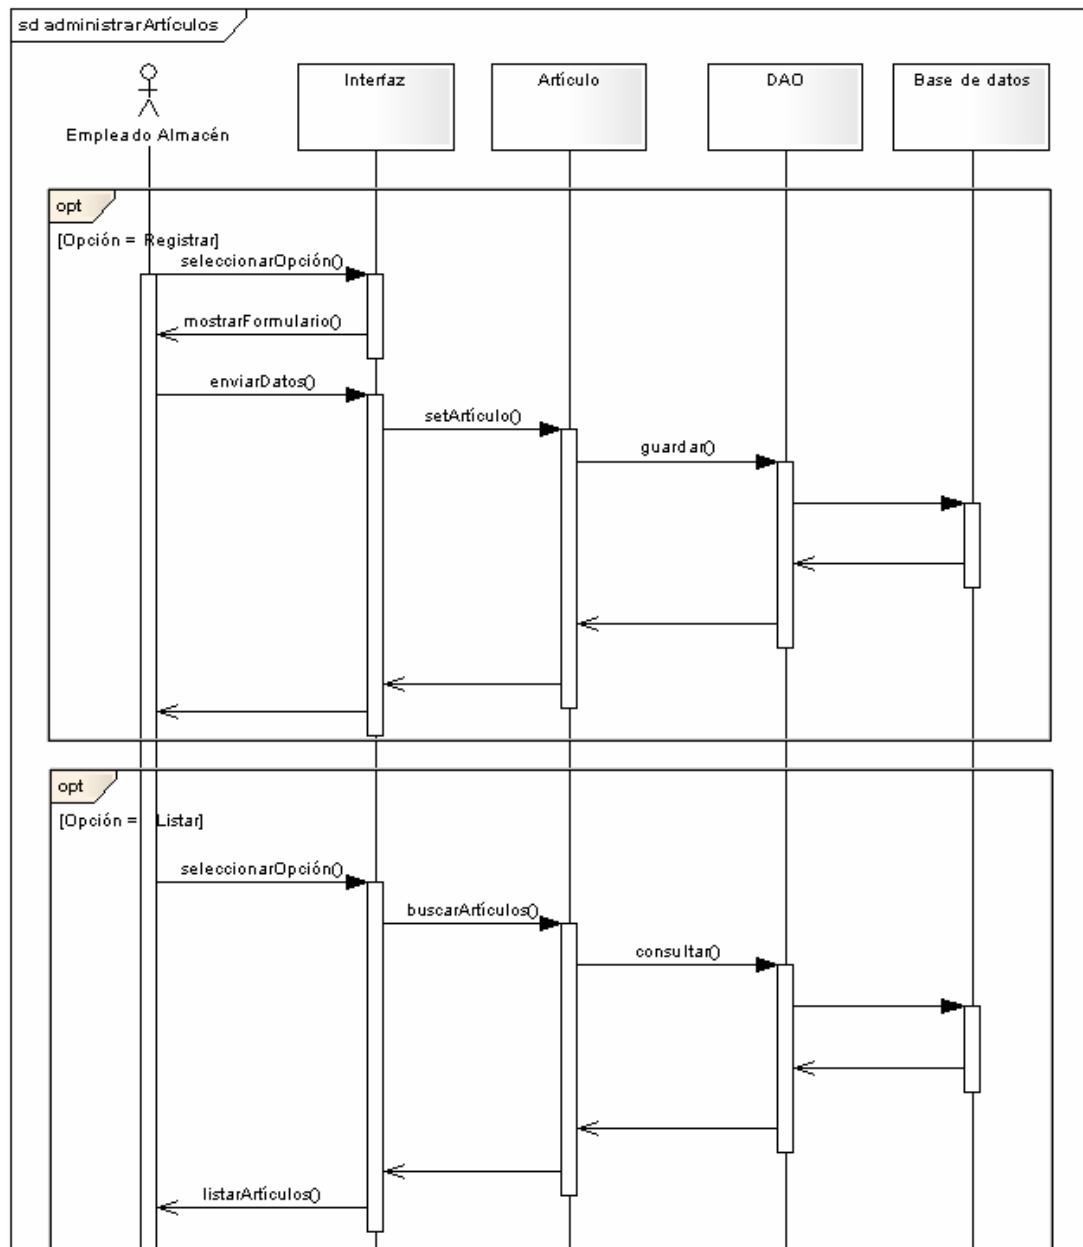 sd administrarArtículos
Empleado Almacén
Interfaz
Artículo
DAO
Base de datos
opt
[Opción = Registrar]
seleccionarOpción()
mostrarFormulario()
enviarDatos()
setArtículo()
guardar()
opt
[Opción = Listar]
seleccionarOpción()
buscarArtículos()
consultar()
listarArtículos()